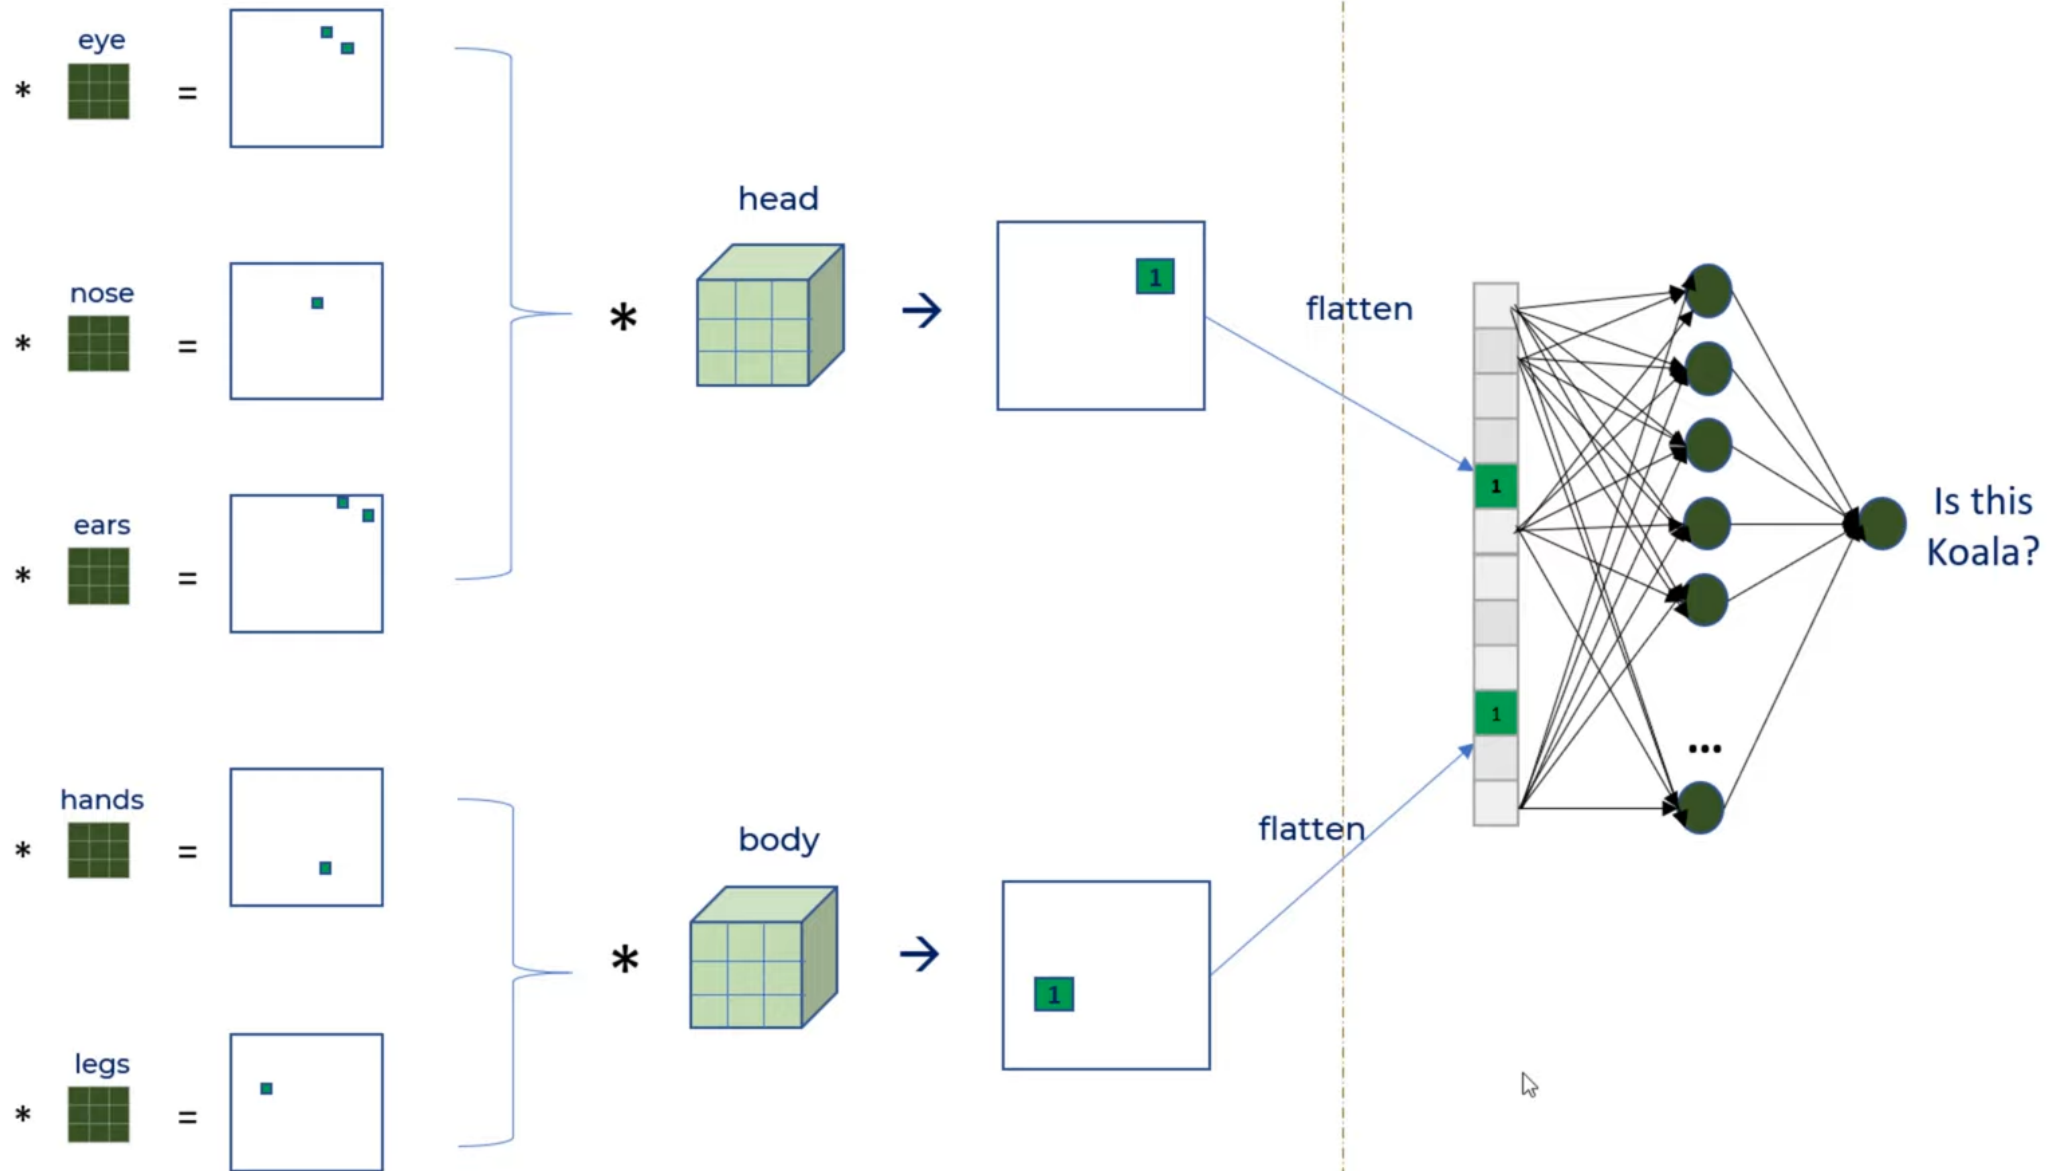 eye
* =
nose
* =
ears
* =
head
* →
1
hands
* =
legs
* =
body
* →
1
flatten
flatten
1
1
...
Is this
Koala?